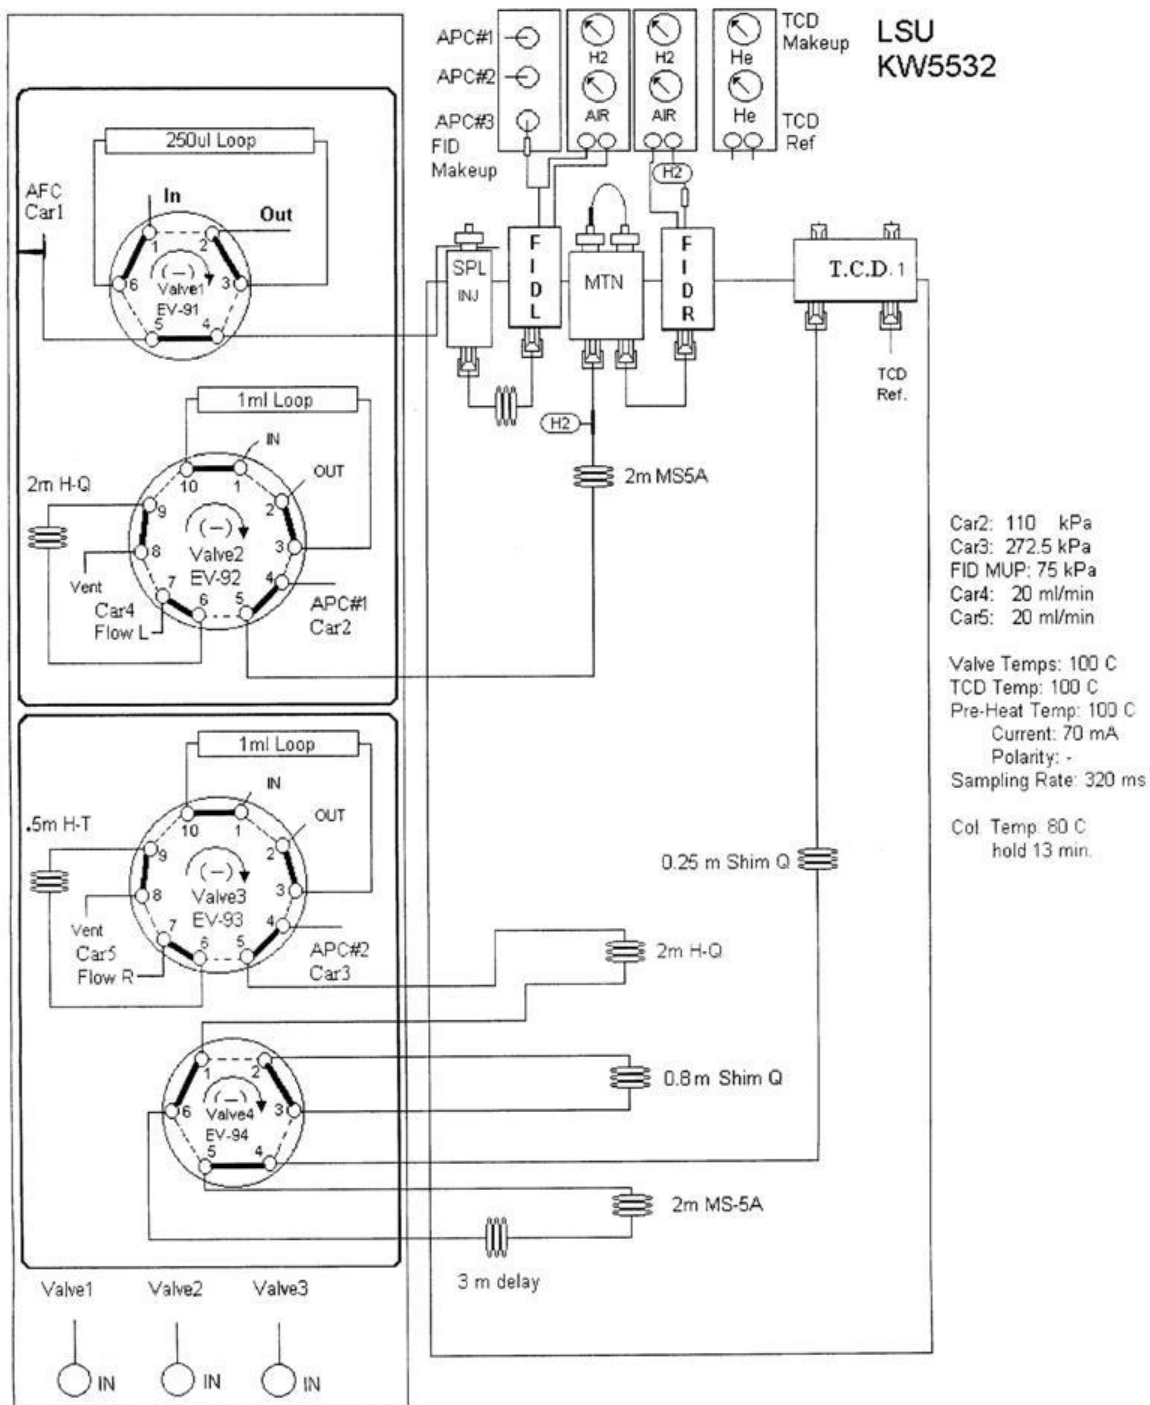 LSU
KW5532
APC#1
APC#2
APC#3
FID
Makeup
H2
AIR
H2
AIR
He
He
TCD
Makeup
TCD
Ref
250ul Loop
AFC
Car1
In
Out
1
2
3
4
5
6
(-)
Valve1
EV-91
SPL
INJ
FIDL
MTN
H2
FIDR
T.C.D. 1
TCD
Ref.
H2
2m MS5A
1ml Loop
IN
OUT
2m H-Q
10
1
2
3
4
5
6
7
8
9
(-)
Valve2
EV-92
Vent
Car4
Flow L
APC#1
Car2
Car2: 110 kPa
Car3: 272.5 kPa
FID MUP: 75 kPa
Car4: 20 ml/min
Car5: 20 ml/min
Valve Temps: 100 C
TCD Temp: 100 C
Pre-Heat Temp: 100 C
Current: 70 mA
Polarity: -
Sampling Rate: 320 ms
Col. Temp: 80 C
hold 13 min.
1ml Loop
IN
OUT
.5m H-T
10
1
2
3
4
5
6
7
8
9
(-)
Valve3
EV-93
Vent
Car5
Flow R
APC#2
Car3
0.25 m Shim Q
2m H-Q
1
2
3
4
5
6
(-)
Valve4
EV-94
0.8m Shim Q
2m MS-5A
3 m delay
Valve1
Valve2
Valve3
IN
IN
IN